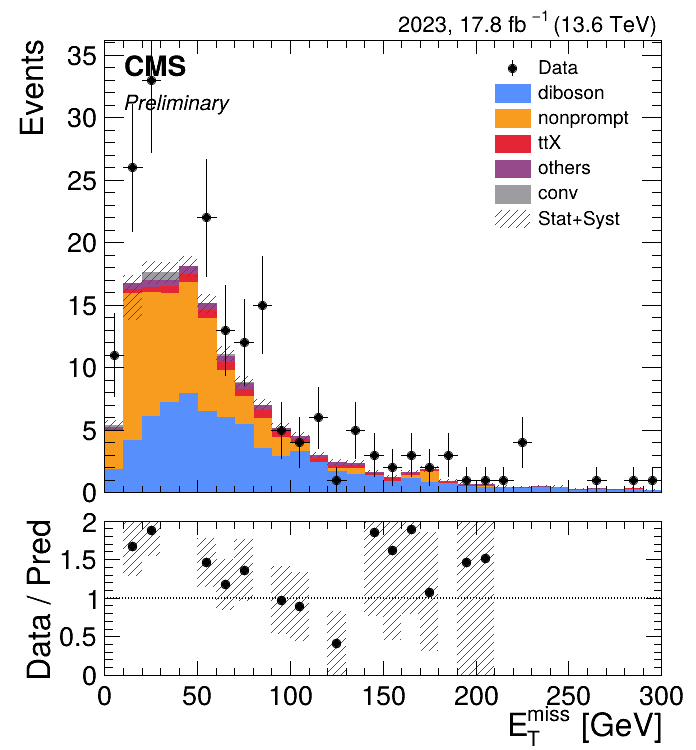 2023, 17.8 fb⁻¹ (13.6 TeV)
CMS
Preliminary
Events
35
30
25
20
15
10
5
0
Data
diboson
nonprompt
ttX
others
conv
Stat+Syst
Data / Pred
2
1.5
1
0.5
0
0 50 100 150 200 250 300
E_T^miss [GeV]